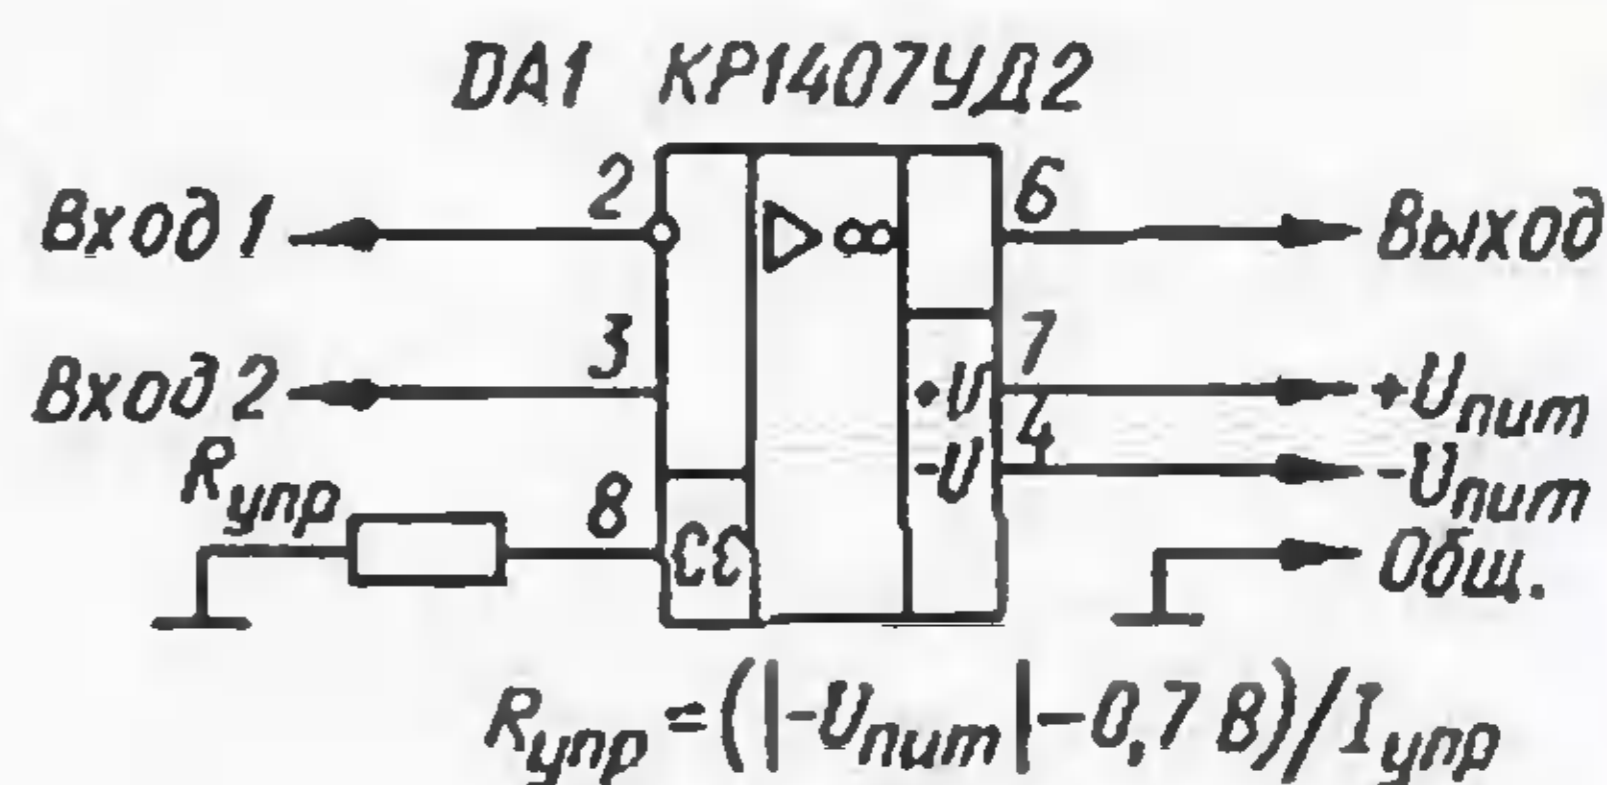 DA1 КР1407УД2
Вход 1
2
▷ ∞
6
Выход
Вход 2
3
+U
7
+Uпит
-U
4
-Uпит
Rупр
8
CC
Общ.
Rупр = (|-Uпит| - 0,7 В)/Iупр